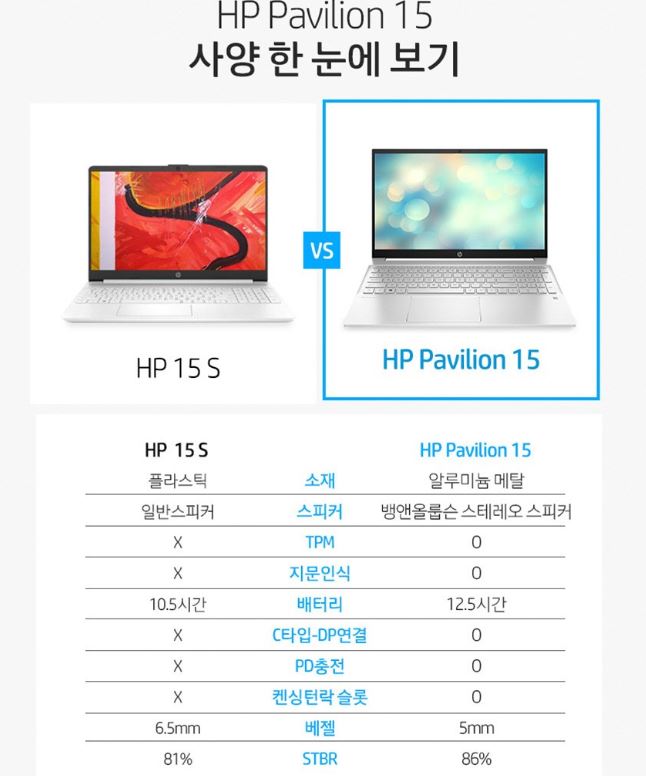 HP Pavilion 15
사양 한 눈에 보기
VS
HP 15 S
HP Pavilion 15
HP 15 S HP Pavilion 15
플라스틱 소재 알루미늄 메탈
일반스피커 스피커 뱅앤올룹슨 스테레오 스피커
X TPM O
X 지문인식 O
10.5시간 배터리 12.5시간
X C타입-DP연결 O
X PD충전 O
X 켄싱턴락 슬롯 O
6.5mm 베젤 5mm
81% STBR 86%